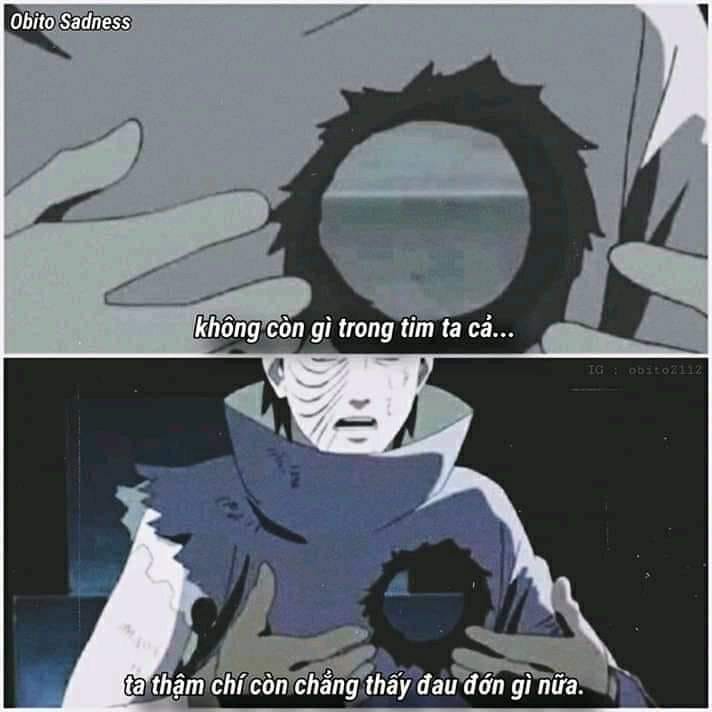 Obito Sadness
không còn gì trong tim ta cả...
IG : obito2112
ta thậm chí còn chẳng thấy đau đớn gì nữa.